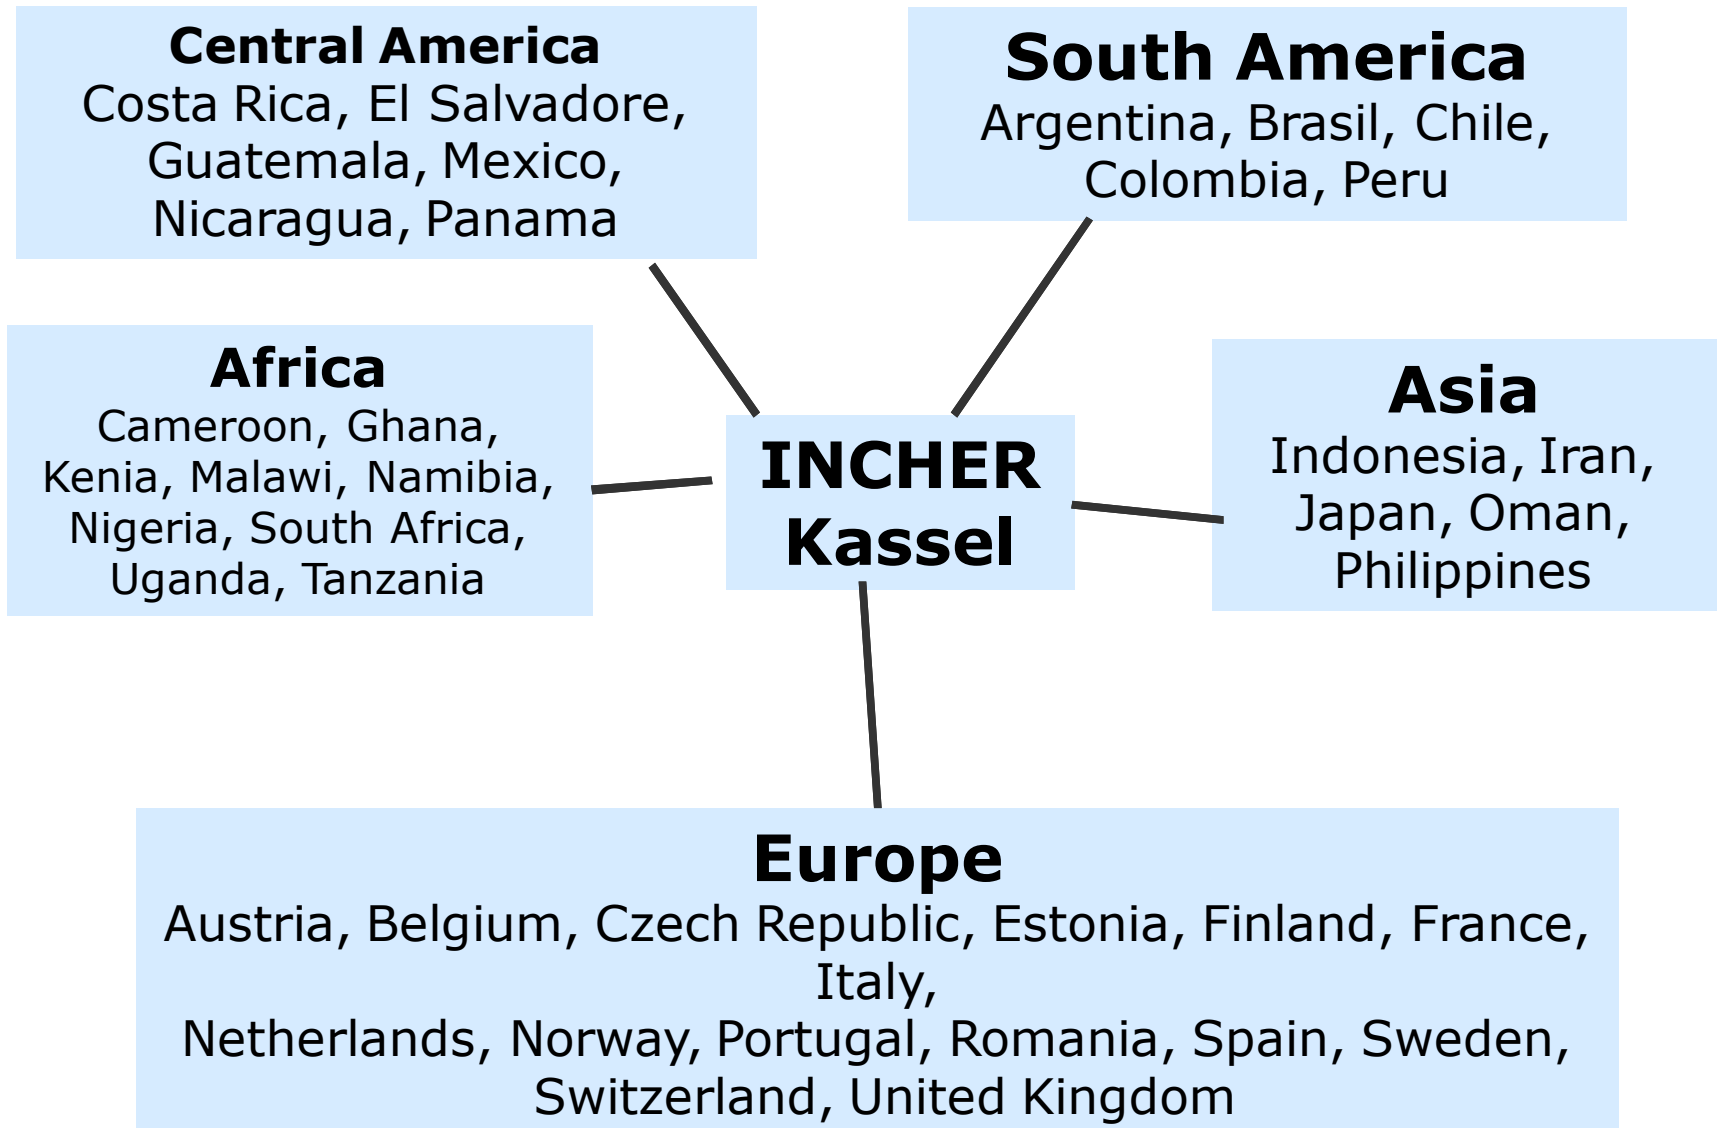 Central America
Costa Rica, El Salvadore,
Guatemala, Mexico,
Nicaragua, Panama
South America
Argentina, Brasil, Chile,
Colombia, Peru
Africa
Cameroon, Ghana,
Kenia, Malawi, Namibia,
Nigeria, South Africa,
Uganda, Tanzania
INCHER
Kassel
Asia
Indonesia, Iran,
Japan, Oman,
Philippines
Europe
Austria, Belgium, Czech Republic, Estonia, Finland, France,
Italy,
Netherlands, Norway, Portugal, Romania, Spain, Sweden,
Switzerland, United Kingdom